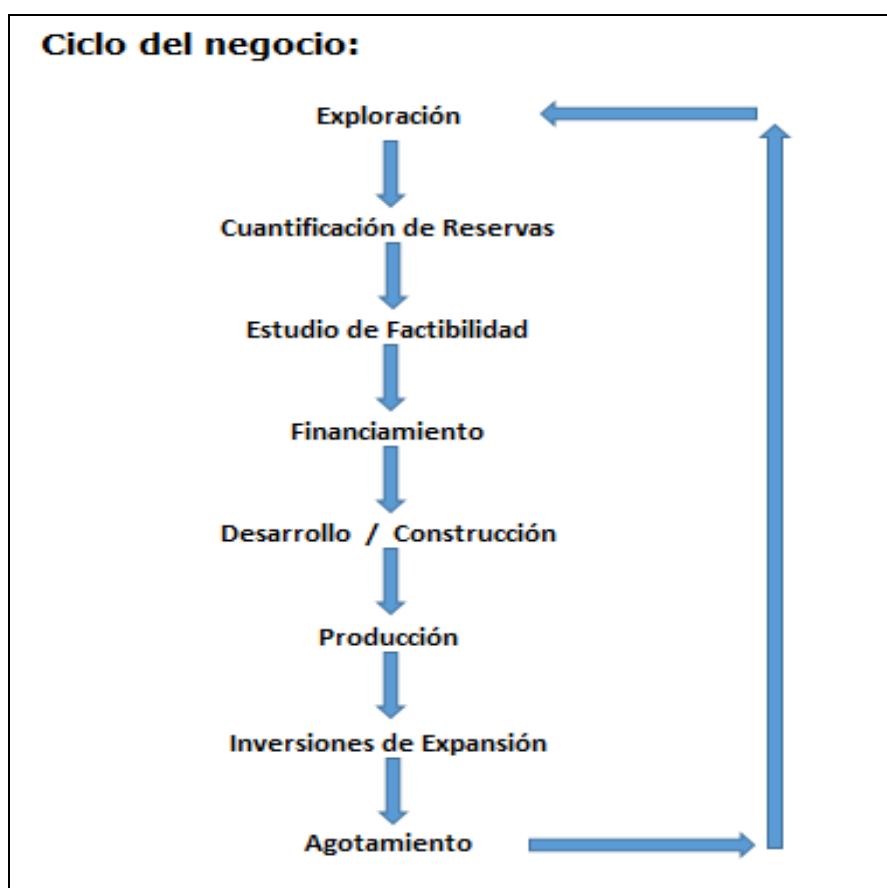 Ciclo del negocio:
Exploración
Cuantificación de Reservas
Estudio de Factibilidad
Financiamiento
Desarrollo / Construcción
Producción
Inversiones de Expansión
Agotamiento